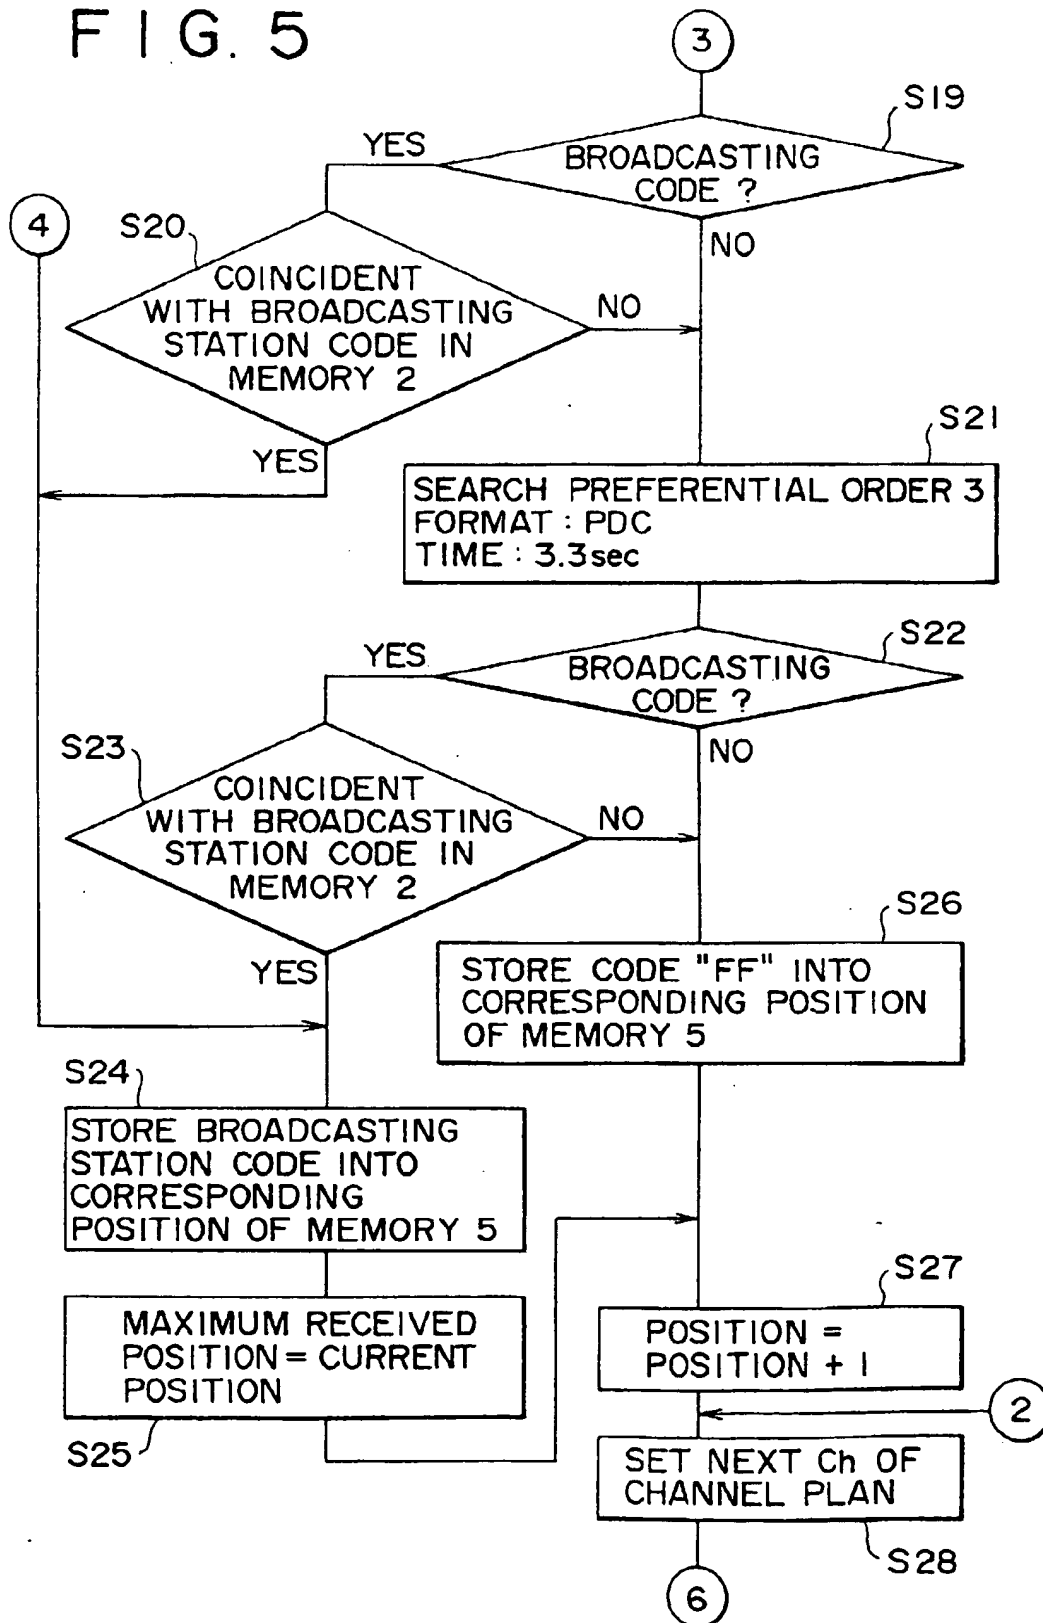 FIG. 5
3
S19
YES
BROADCASTING
CODE ?
NO
4
S20
COINCIDENT
WITH BROADCASTING
STATION CODE IN
MEMORY 2
NO
YES
S21
SEARCH PREFERENTIAL ORDER 3
FORMAT : PDC
TIME : 3.3sec
S22
YES
BROADCASTING
CODE ?
NO
S23
COINCIDENT
WITH BROADCASTING
STATION CODE IN
MEMORY 2
NO
YES
S26
STORE CODE "FF" INTO
CORRESPONDING POSITION
OF MEMORY 5
S24
STORE BROADCASTING
STATION CODE INTO
CORRESPONDING
POSITION OF MEMORY 5
S25
MAXIMUM RECEIVED
POSITION = CURRENT
POSITION
S27
POSITION =
POSITION + 1
2
SET NEXT Ch OF
CHANNEL PLAN
S28
6